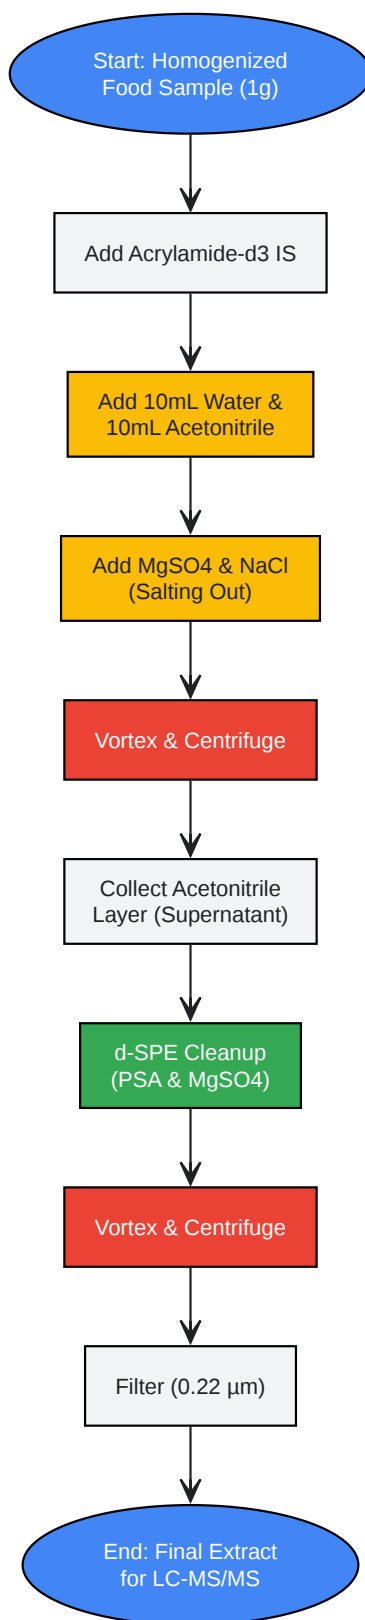 Start: Homogenized
Food Sample (1g)
Add Acrylamide-d3 IS
Add 10mL Water &
10mL Acetonitrile
Add MgSO4 & NaCl
(Salting Out)
Vortex & Centrifuge
Collect Acetonitrile
Layer (Supernatant)
d-SPE Cleanup
(PSA & MgSO4)
Vortex & Centrifuge
Filter (0.22 µm)
End: Final Extract
for LC-MS/MS